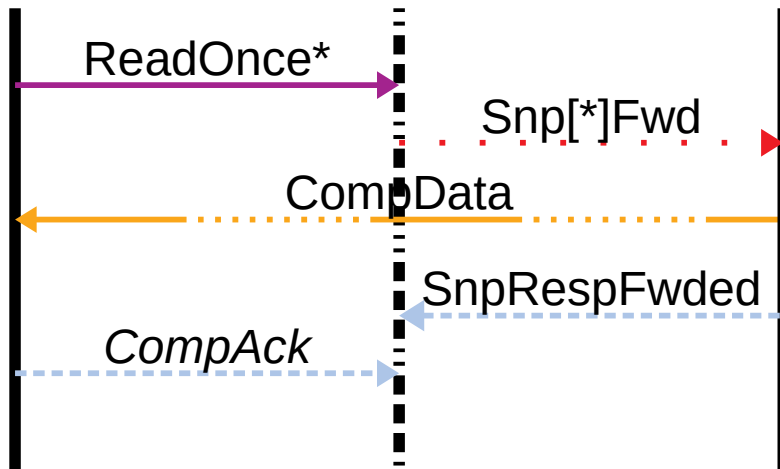 ReadOnce*
Snp[*]Fwd
CompData
SnpRespFwded
CompAck